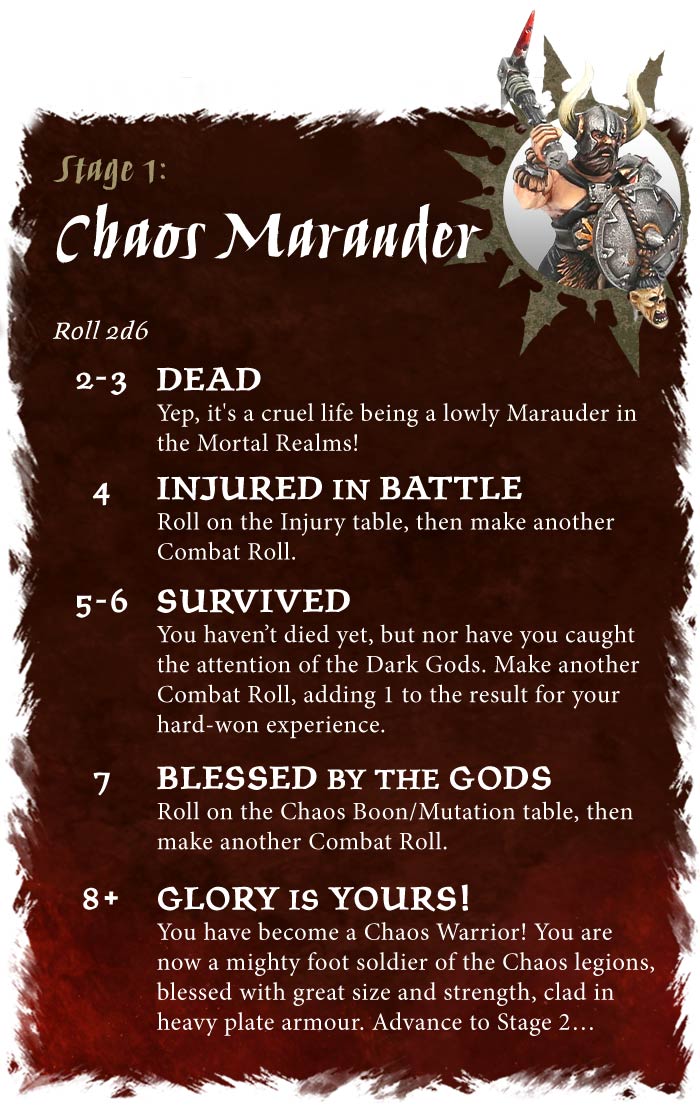 Stage 1:
Chaos Marauder
Roll 2d6
2-3 DEAD
Yep, it's a cruel life being a lowly Marauder in
the Mortal Realms!
4 INJURED IN BATTLE
Roll on the Injury table, then make another
Combat Roll.
5-6 SURVIVED
You haven’t died yet, but nor have you caught
the attention of the Dark Gods. Make another
Combat Roll, adding 1 to the result for your
hard-won experience.
7 BLESSED BY THE GODS
Roll on the Chaos Boon/Mutation table, then
make another Combat Roll.
8+ GLORY IS YOURS!
You have become a Chaos Warrior! You are
now a mighty foot soldier of the Chaos legions,
blessed with great size and strength, clad in
heavy plate armour. Advance to Stage 2…